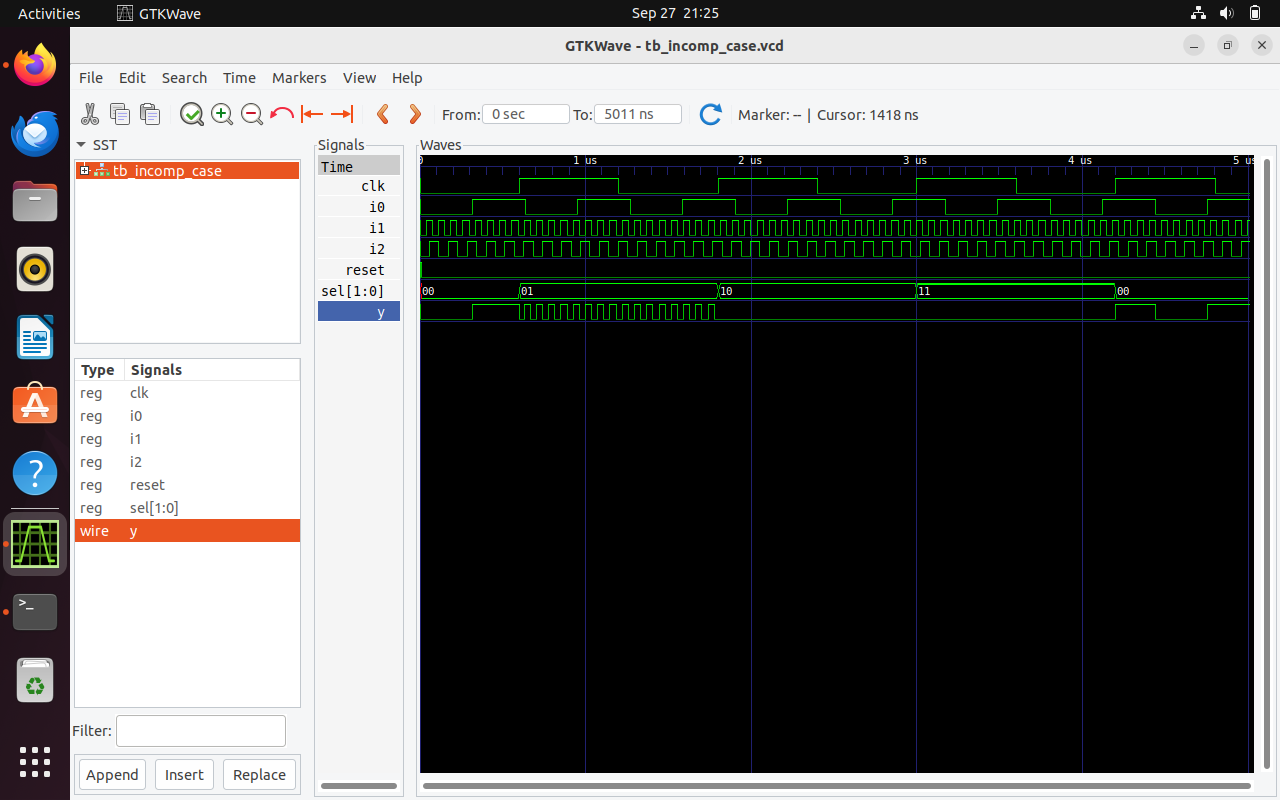 Activities GTKWave Sep 27 21:25
GTKWave - tb_incomp_case.vcd
File Edit Search Time Markers View Help
From: 0 sec To: 5011 ns Marker: -- | Cursor: 1418 ns
SST
tb_incomp_case
Type Signals
reg clk
reg i0
reg i1
reg i2
reg reset
reg sel[1:0]
wire y
Filter:
Append Insert Replace
Signals
Time
clk
i0
i1
i2
reset
sel[1:0]
y
Waves
0 1 us 2 us 3 us 4 us 5 us
00 01 10 11 00
>_